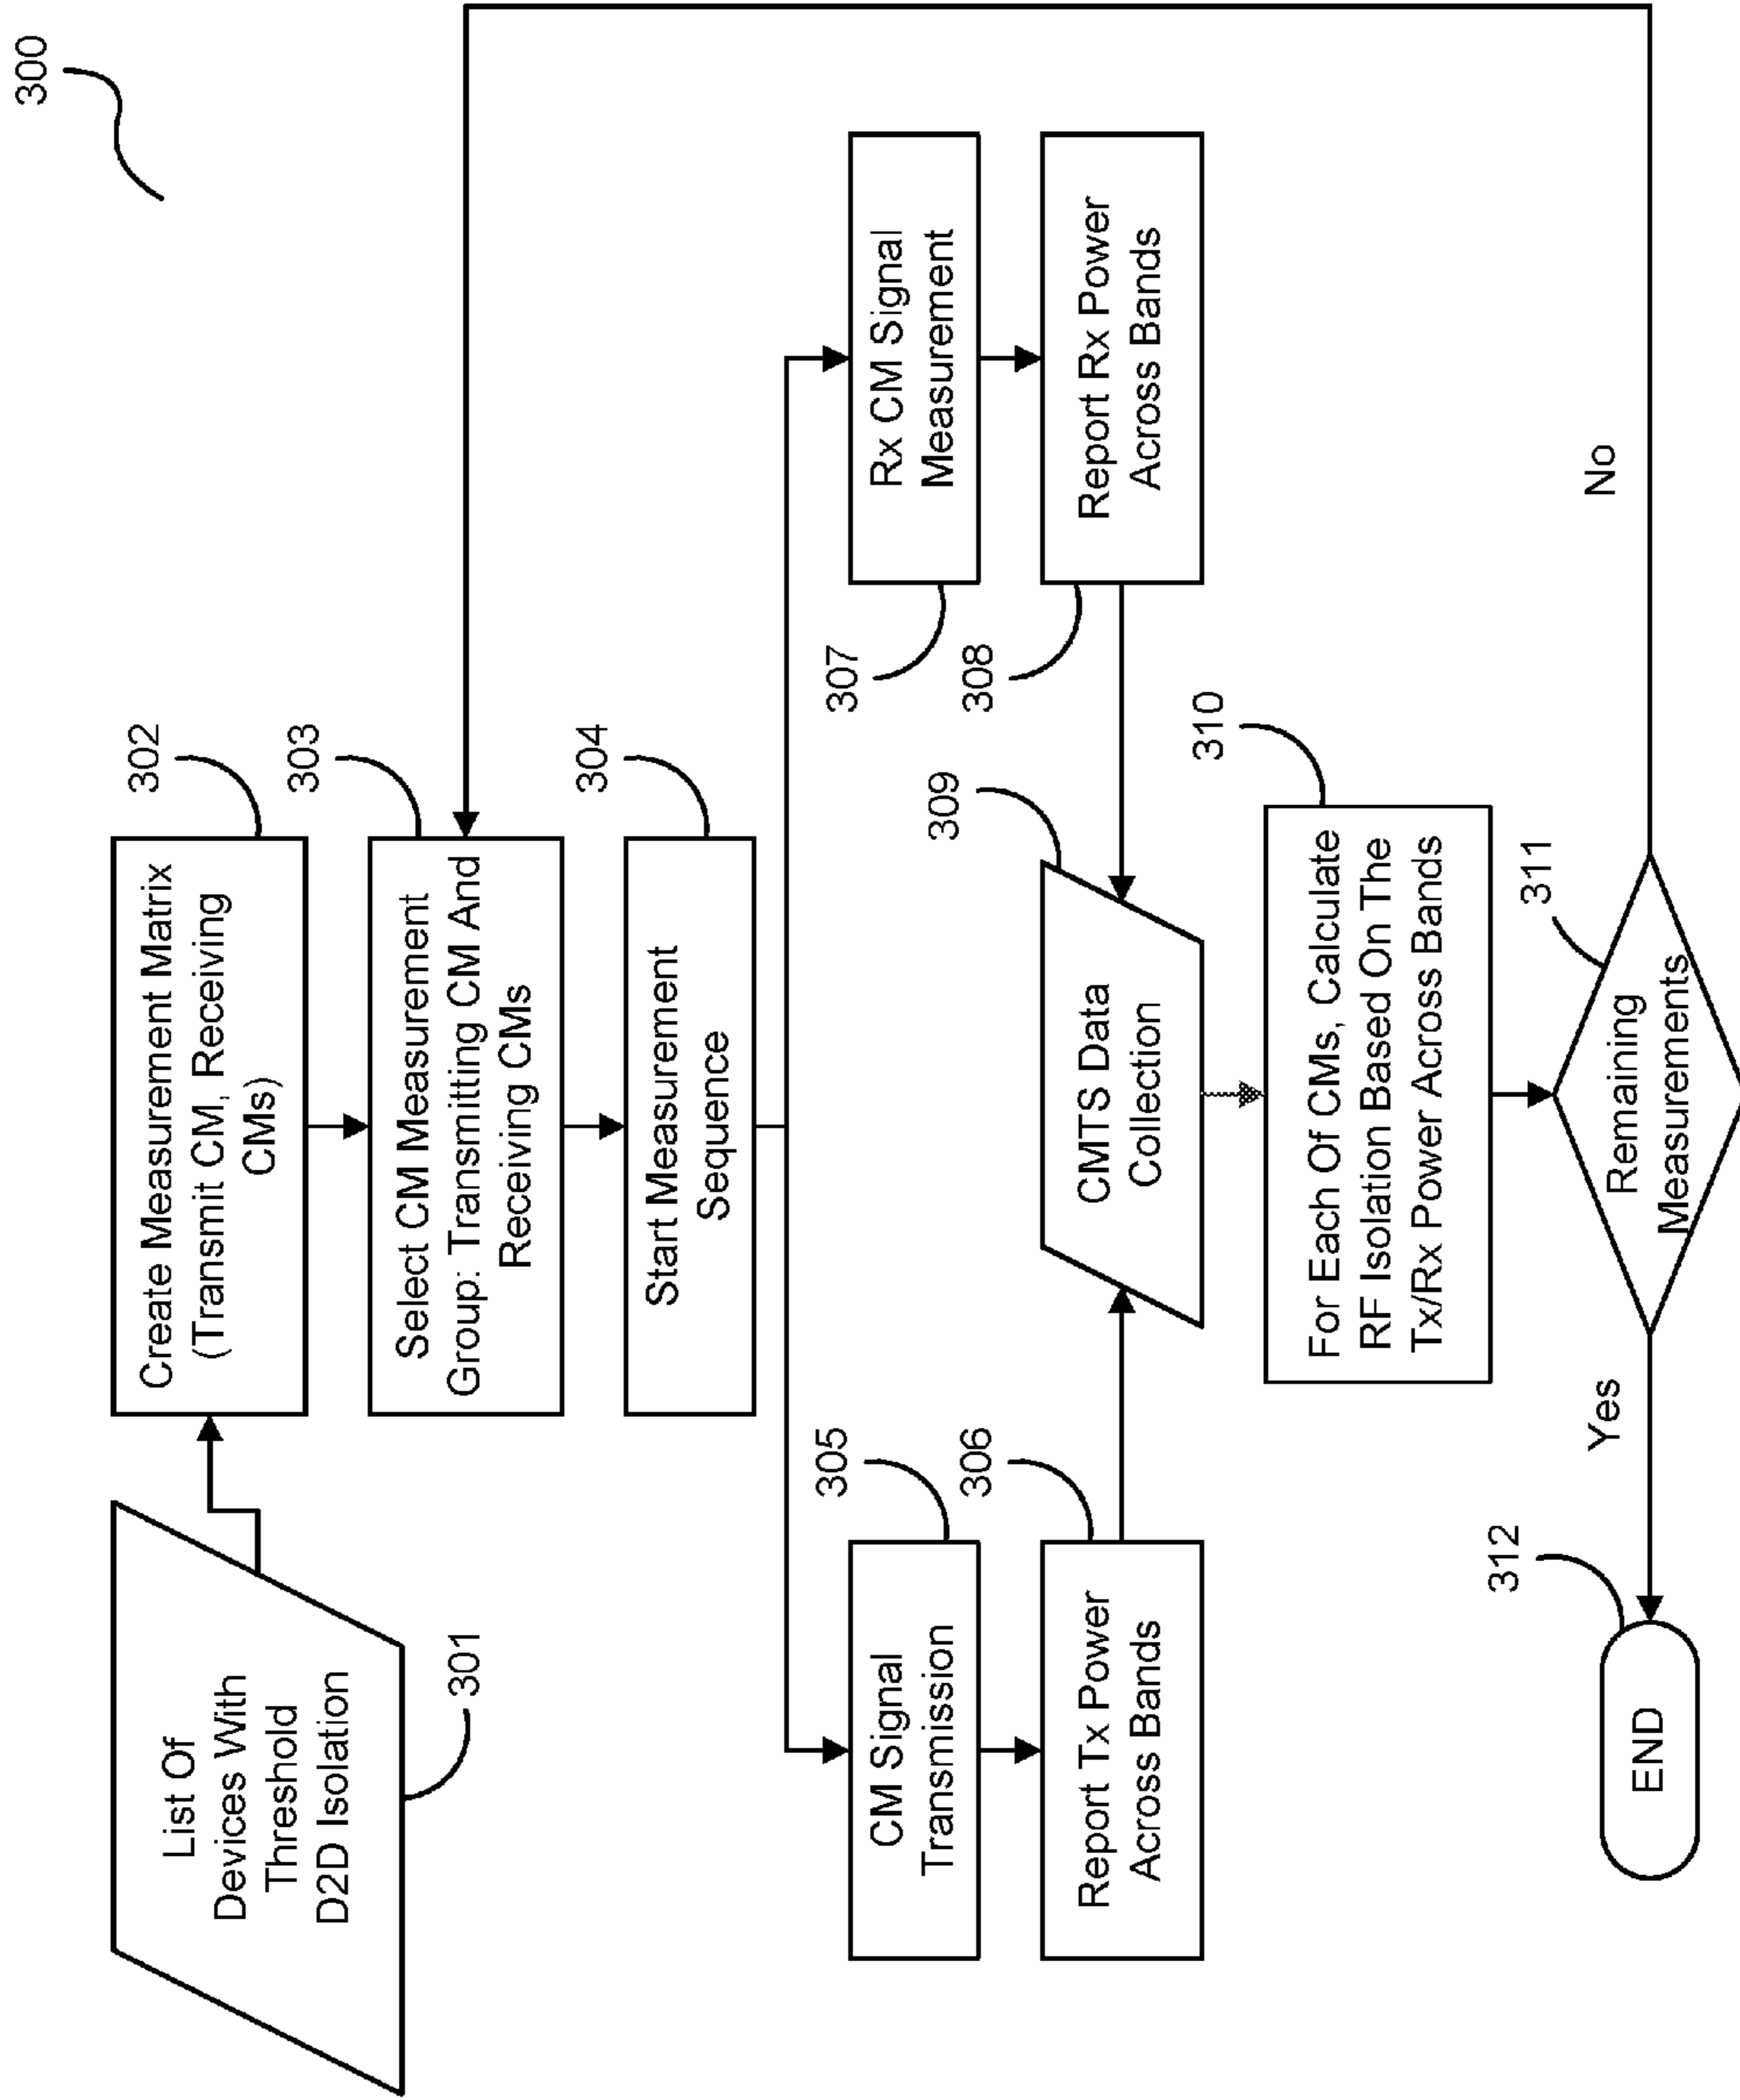 300
List Of
Devices With
Threshold
D2D Isolation
301
Create Measurement Matrix
(Transmit CM, Receiving
CMs)
302
Select CM Measurement
Group: Transmitting CM And
Receiving CMs
303
Start Measurement
Sequence
304
CM Signal
Transmission
305
Report Tx Power
Across Bands
306
Rx CM Signal
Measurement
307
Report Rx Power
Across Bands
308
CMTS Data
Collection
309
For Each Of CMs, Calculate
RF Isolation Based On The
Tx/Rx Power Across Bands
310
Remaining
Measurements
311
Yes
No
END
312